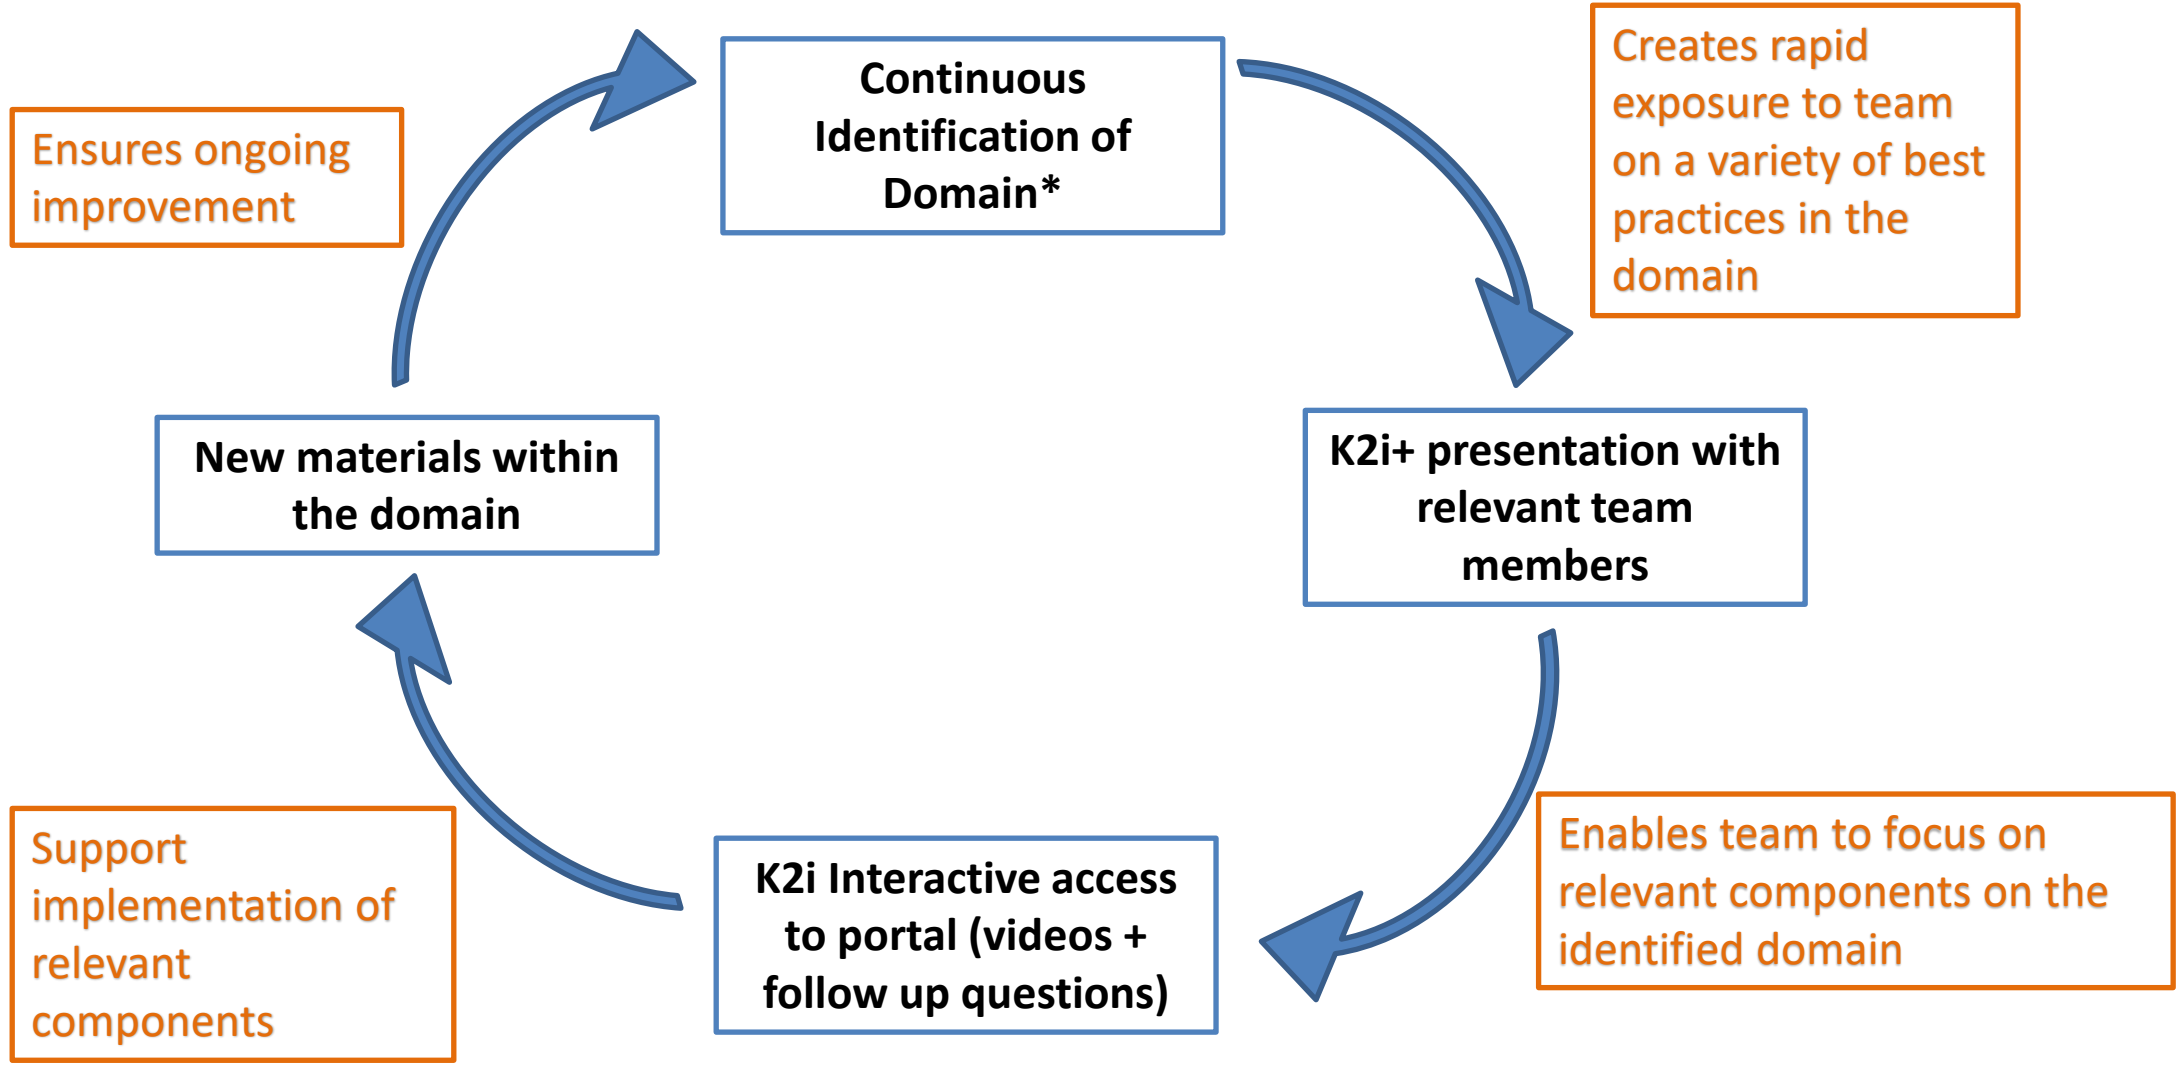 Continuous
Identification of
Domain*
Creates rapid
exposure to team
on a variety of best
practices in the
domain
K2i+ presentation with
relevant team
members
Enables team to focus on
relevant components on the
identified domain
K2i Interactive access
to portal (videos +
follow up questions)
Support
implementation of
relevant
components
New materials within
the domain
Ensures ongoing
improvement